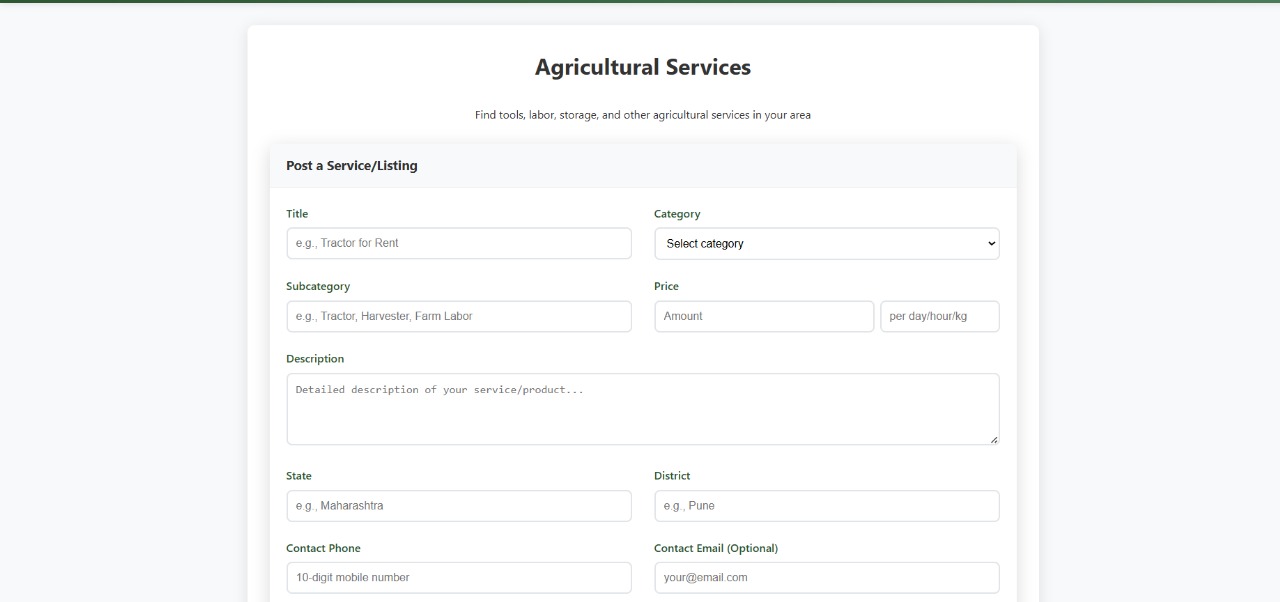 Agricultural Services
Find tools, labor, storage, and other agricultural services in your area
Post a Service/Listing
Title
Category
e.g., Tractor for Rent
Select category
Subcategory
Price
e.g., Tractor, Harvester, Farm Labor
Amount
per day/hour/kg
Description
Detailed description of your service/product...
State
District
e.g., Maharashtra
e.g., Pune
Contact Phone
Contact Email (Optional)
10-digit mobile number
your@email.com